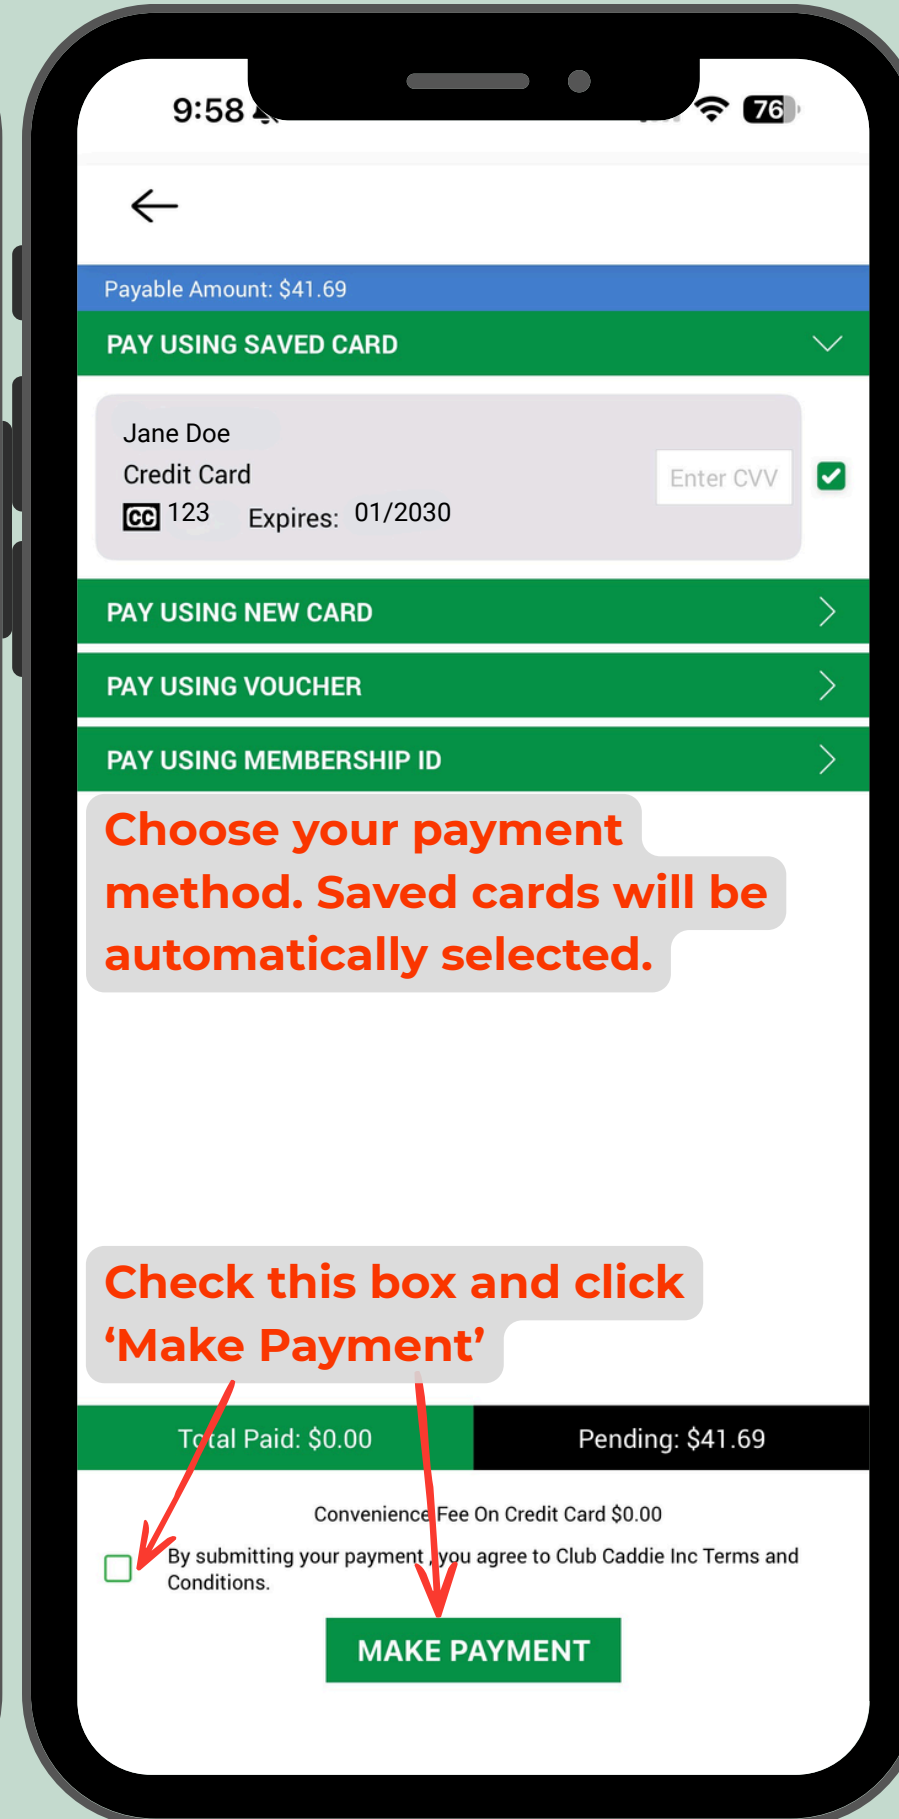 9:58
76
Payable Amount: $41.69
PAY USING SAVED CARD
Jane Doe
Credit Card
Enter CVV
CC 123 Expires: 01/2030
PAY USING NEW CARD
PAY USING VOUCHER
PAY USING MEMBERSHIP ID
Choose your payment
method. Saved cards will be
automatically selected.
Check this box and click
‘Make Payment’
Total Paid: $0.00
Pending: $41.69
Convenience Fee On Credit Card $0.00
By submitting your payment , you agree to Club Caddie Inc Terms and
Conditions.
MAKE PAYMENT